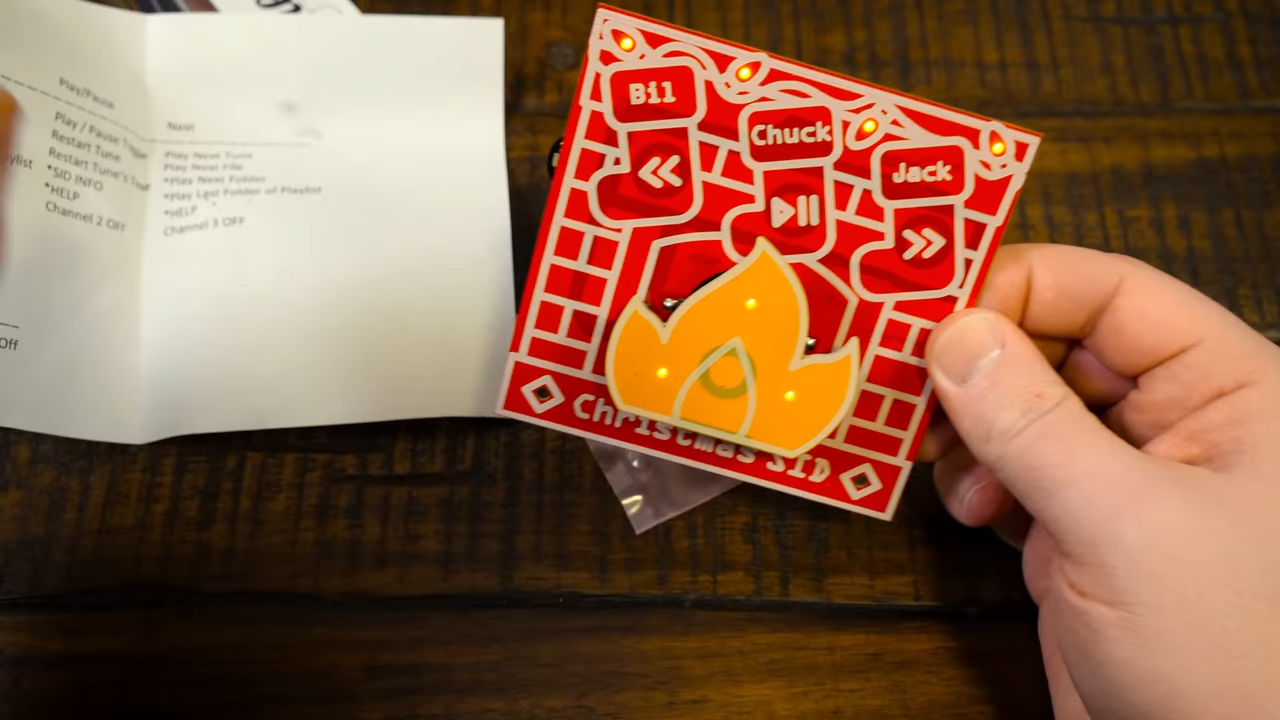 Play/Pause
Play / Pause
Restart Tune
Restart Tune's
*SID INFO
*HELP
Channel 2 OFF
Next
Play Next Tune
Play Next File
*Play Next Folder
*Play Last Folder of Playlist
*HELP
Channel 3 OFF
Off
Bil
Chuck
Jack
Christmas SID